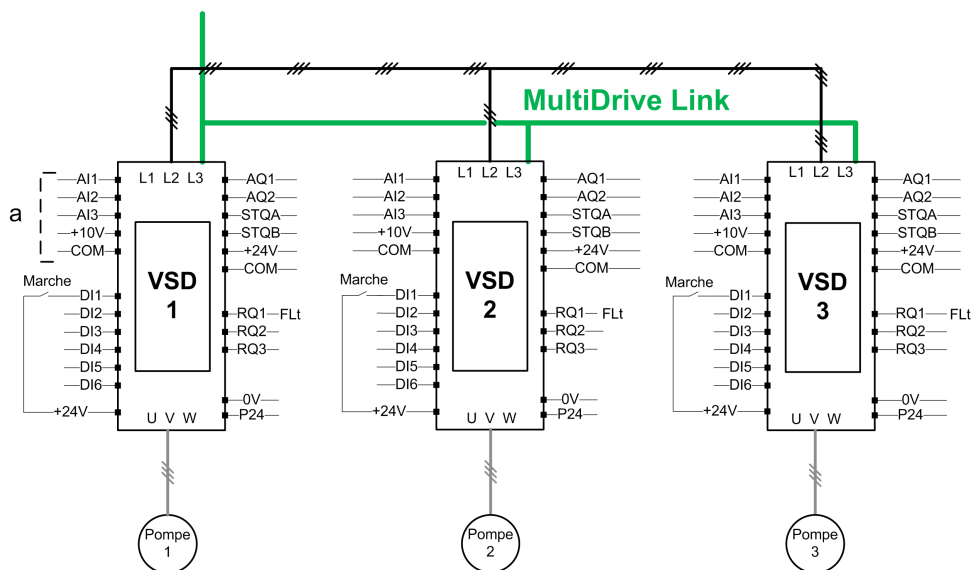 MultiDrive Link
L1 L2 L3
a
AI1
AI2
AI3
+10V
COM
AQ1
AQ2
STQA
STQB
+24V
COM
Marche
DI1
DI2
DI3
DI4
DI5
DI6
+24V
VSD
1
RQ1 FLt
RQ2
RQ3
0V
P24
U V W
Pompe
1
L1 L2 L3
AI1
AI2
AI3
+10V
COM
AQ1
AQ2
STQA
STQB
+24V
COM
Marche
DI1
DI2
DI3
DI4
DI5
DI6
+24V
VSD
2
RQ1 FLt
RQ2
RQ3
0V
P24
U V W
Pompe
2
L1 L2 L3
AI1
AI2
AI3
+10V
COM
AQ1
AQ2
STQA
STQB
+24V
COM
Marche
DI1
DI2
DI3
DI4
DI5
DI6
+24V
VSD
3
RQ1 FLt
RQ2
RQ3
0V
P24
U V W
Pompe
3